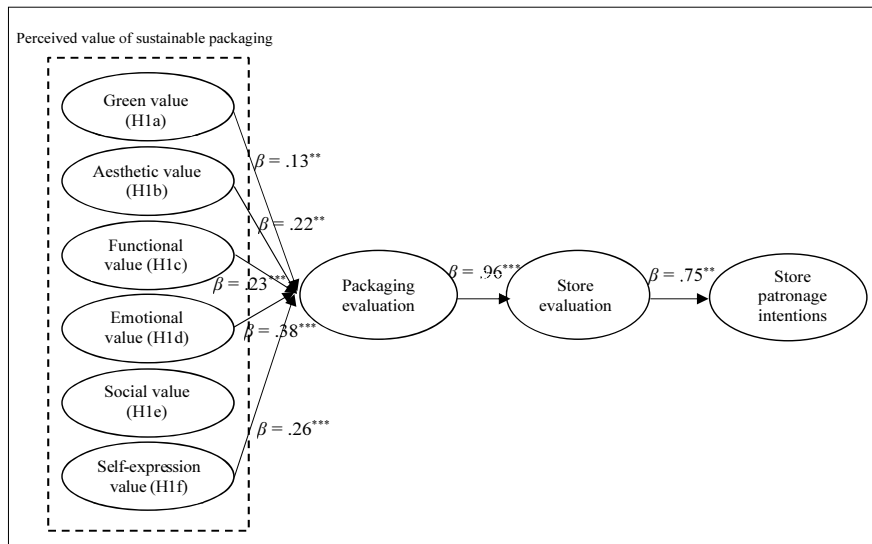 Perceived value of sustainable packaging
Green value
(H1a)
β = .13**
Aesthetic value
(H1b)
β = .22**
Functional
value (H1c)
β = .23***
Emotional
value (H1d)
β = .38***
Social value
(H1e)
Self-expression
value (H1f)
β = .26***
Packaging
evaluation
β = .96***
Store
evaluation
β = .75**
Store
patronage
intentions